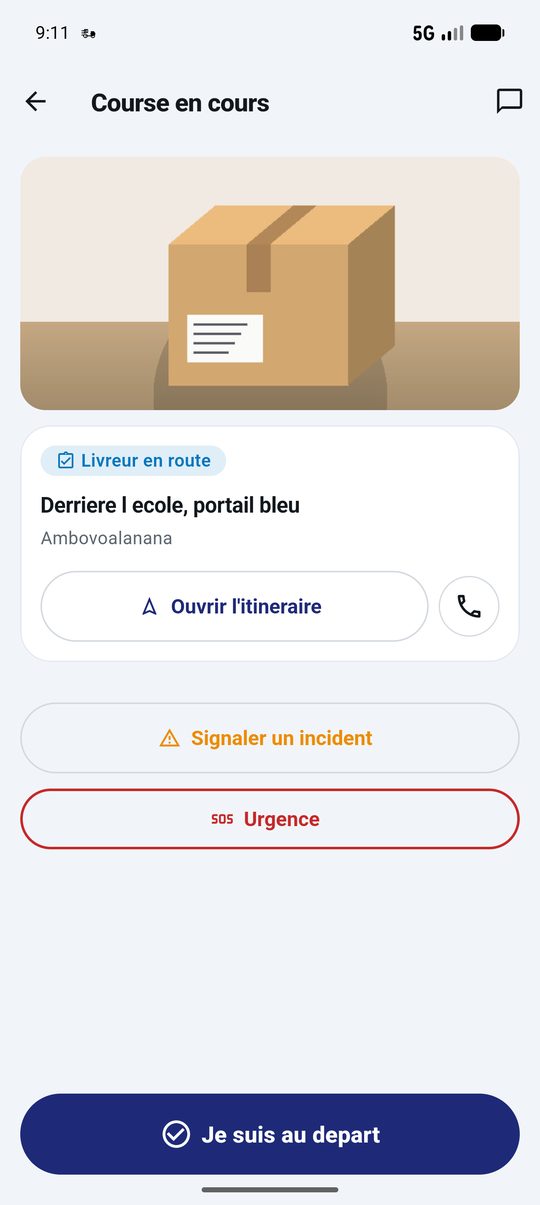 9:11
5G
Course en cours
Livreur en route
Derriere l ecole, portail bleu
Ambovoalanana
Ouvrir l'itineraire
Signaler un incident
SOS Urgence
Je suis au depart